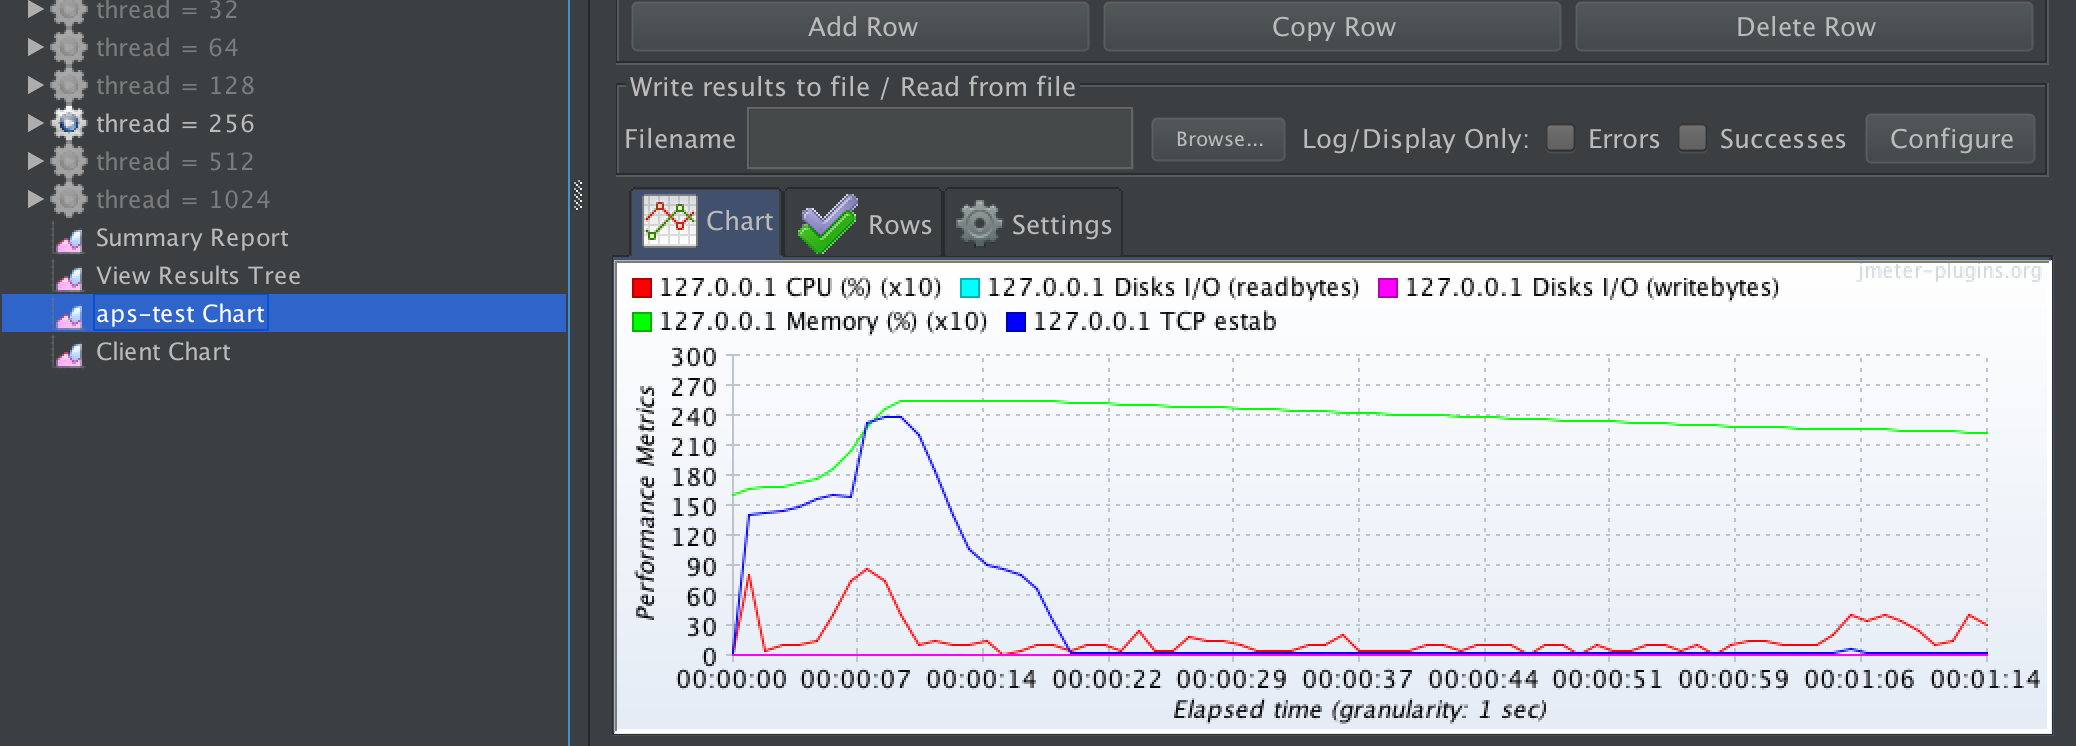 thread = 32
thread = 64
thread = 128
thread = 256
thread = 512
thread = 1024
Summary Report
View Results Tree
aps-test Chart
Client Chart
Add Row Copy Row Delete Row
Write results to file / Read from file
Filename Browse... Log/Display Only: Errors Successes Configure
Chart Rows Settings
jmeter-plugins.org
127.0.0.1 CPU (%) (x10) 127.0.0.1 Disks I/O (readbytes) 127.0.0.1 Disks I/O (writebytes)
127.0.0.1 Memory (%) (x10) 127.0.0.1 TCP estab
Performance Metrics
300
270
240
210
180
150
120
90
60
30
0
00:00:00 00:00:07 00:00:14 00:00:22 00:00:29 00:00:37 00:00:44 00:00:51 00:00:59 00:01:06 00:01:14
Elapsed time (granularity: 1 sec)